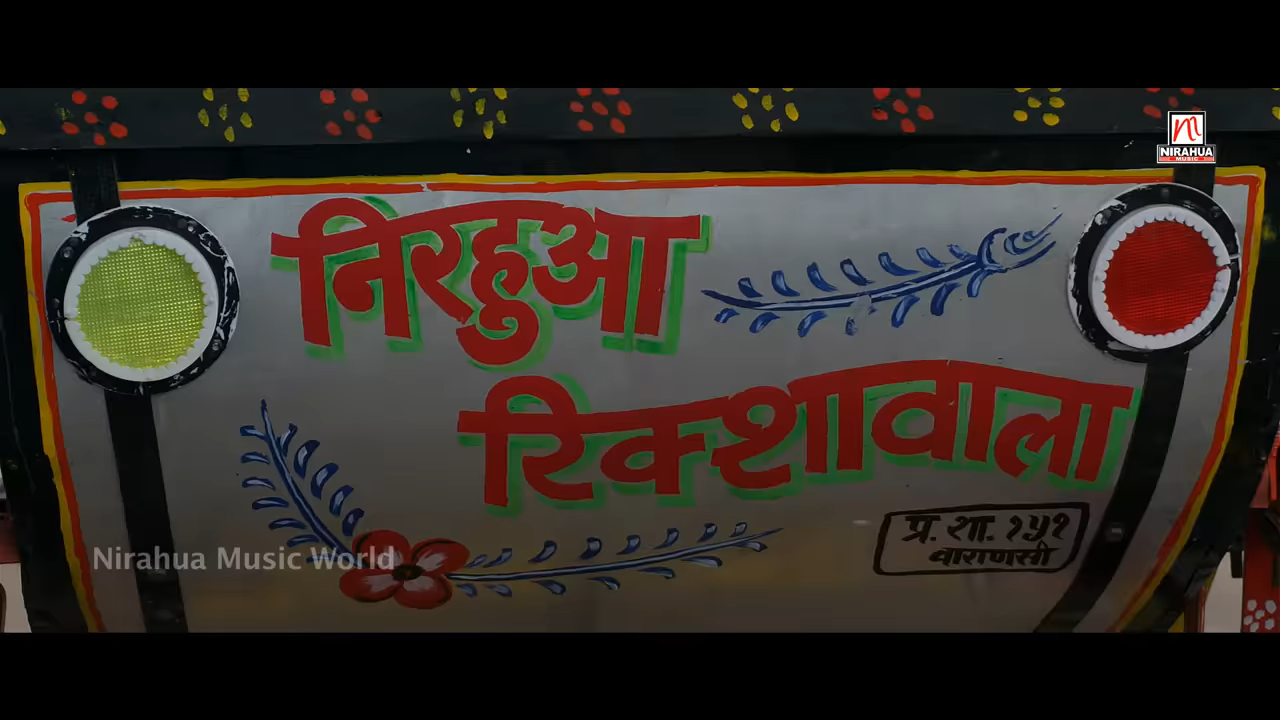 NIRAHUA
MUSIC
निरहुआ
रिक्शावाला
प्र. शा. १५१
वाराणसी
Nirahua Music World